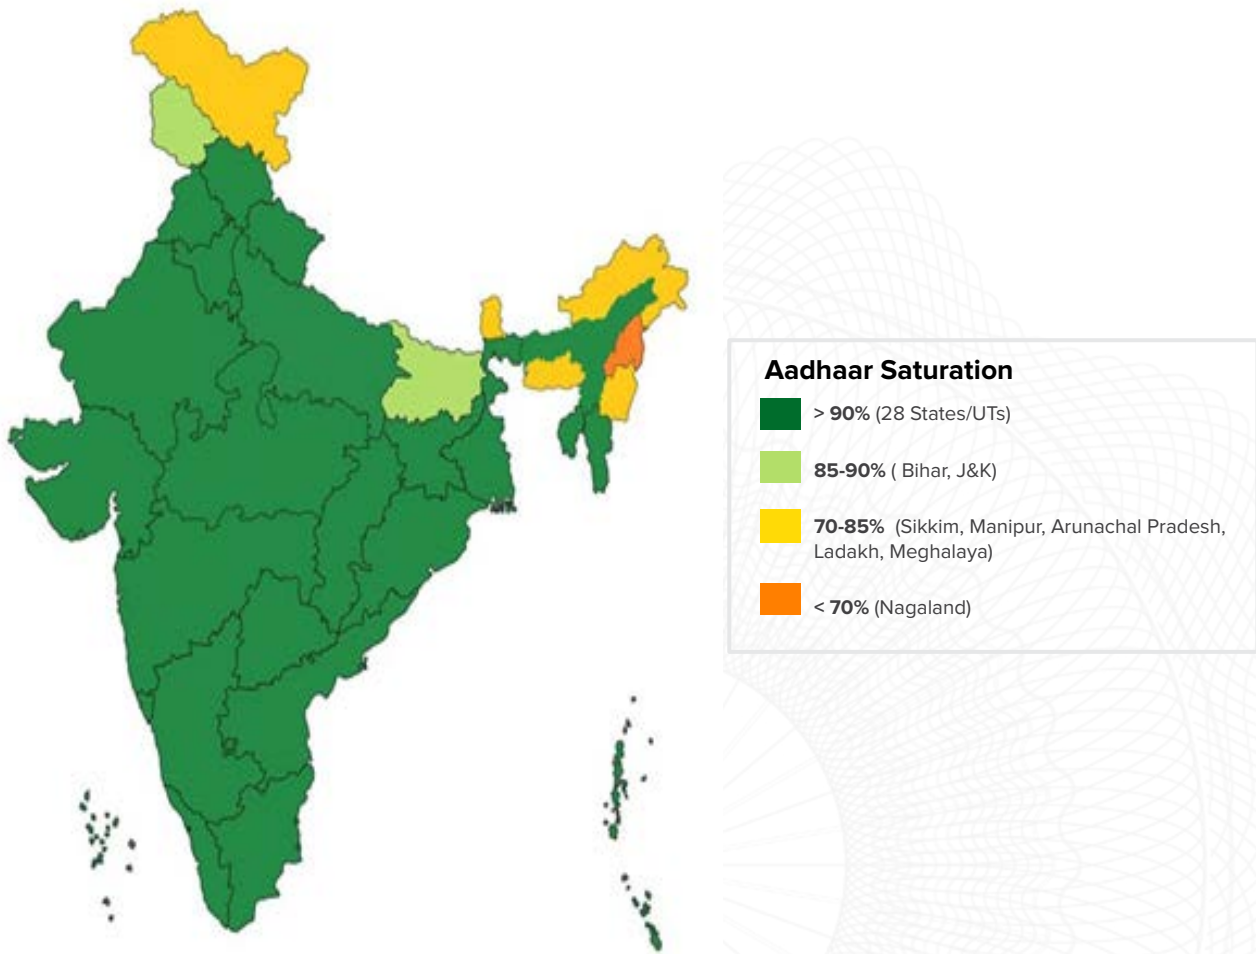 Aadhaar Saturation
> 90% (28 States/UTs)
85-90% ( Bihar, J&K)
70-85% (Sikkim, Manipur, Arunachal Pradesh,
Ladakh, Meghalaya)
< 70% (Nagaland)